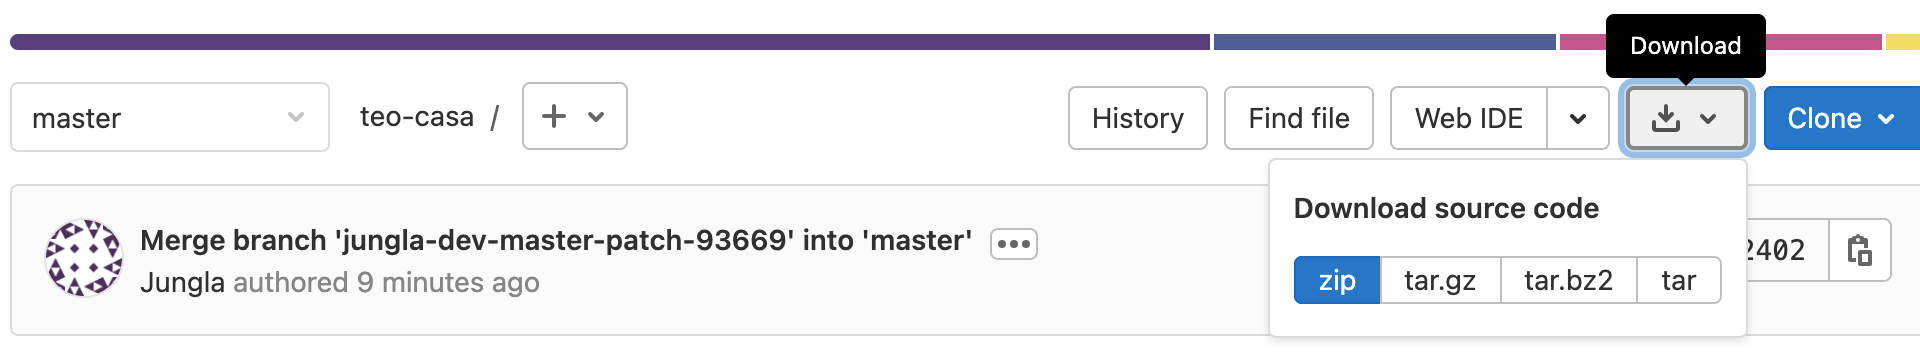 Download
master
teo-casa /
History
Find file
Web IDE
Clone
Download source code
zip
tar.gz
tar.bz2
tar
Merge branch 'jungla-dev-master-patch-93669' into 'master'
Jungla authored 9 minutes ago
2402